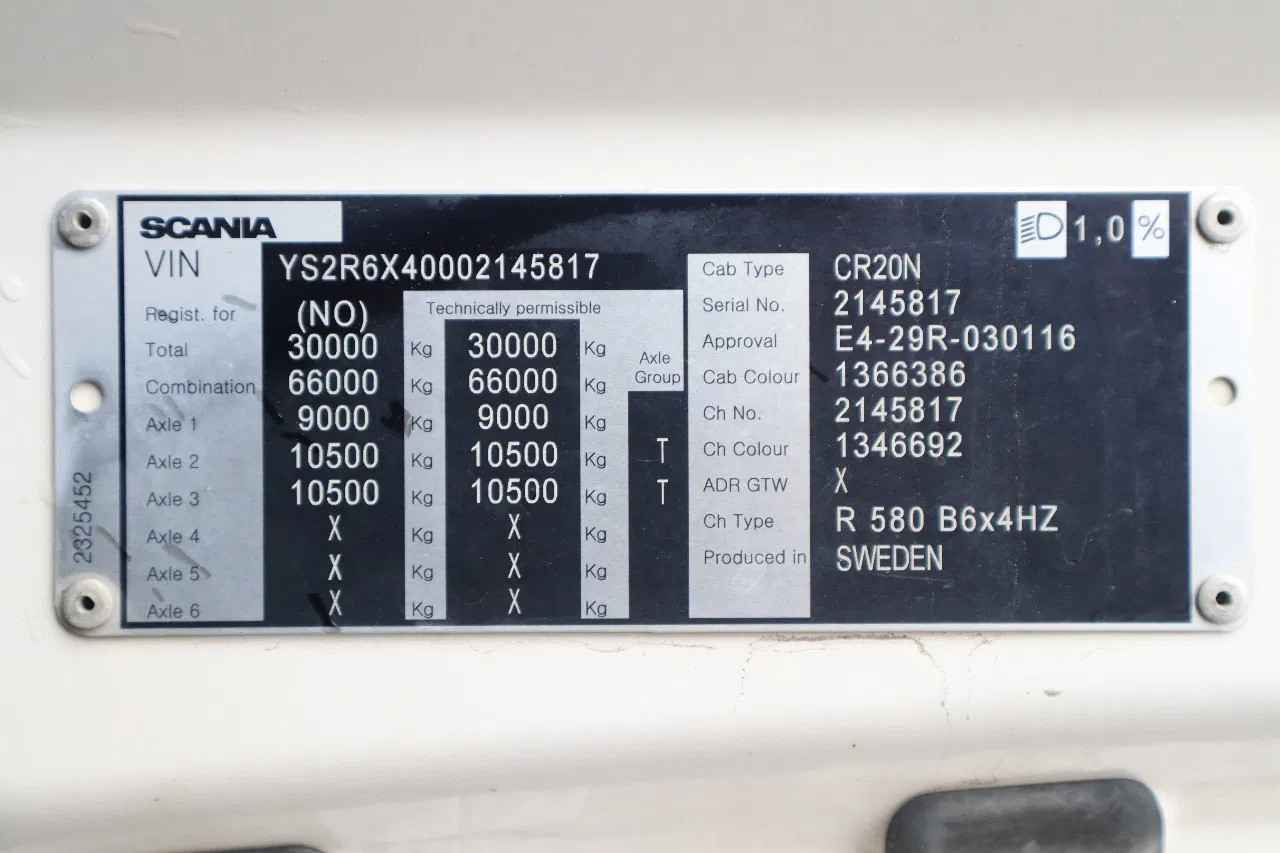 SCANIA
1,0 %
VIN YS2R6X40002145817
Regist. for (NO)
Technically permissible
Total 30000 Kg 30000 Kg
Axle Group
Combination 66000 Kg 66000 Kg
Axle 1 9000 Kg 9000 Kg
Axle 2 10500 Kg 10500 Kg T
Axle 3 10500 Kg 10500 Kg T
Axle 4 X Kg X Kg
Axle 5 X Kg X Kg
Axle 6 X Kg X Kg
Cab Type CR20N
Serial No. 2145817
Approval E4-29R-030116
Cab Colour 1366386
Ch No. 2145817
Ch Colour 1346692
ADR GTW X
Ch Type R 580 B6x4HZ
Produced in SWEDEN
2325452